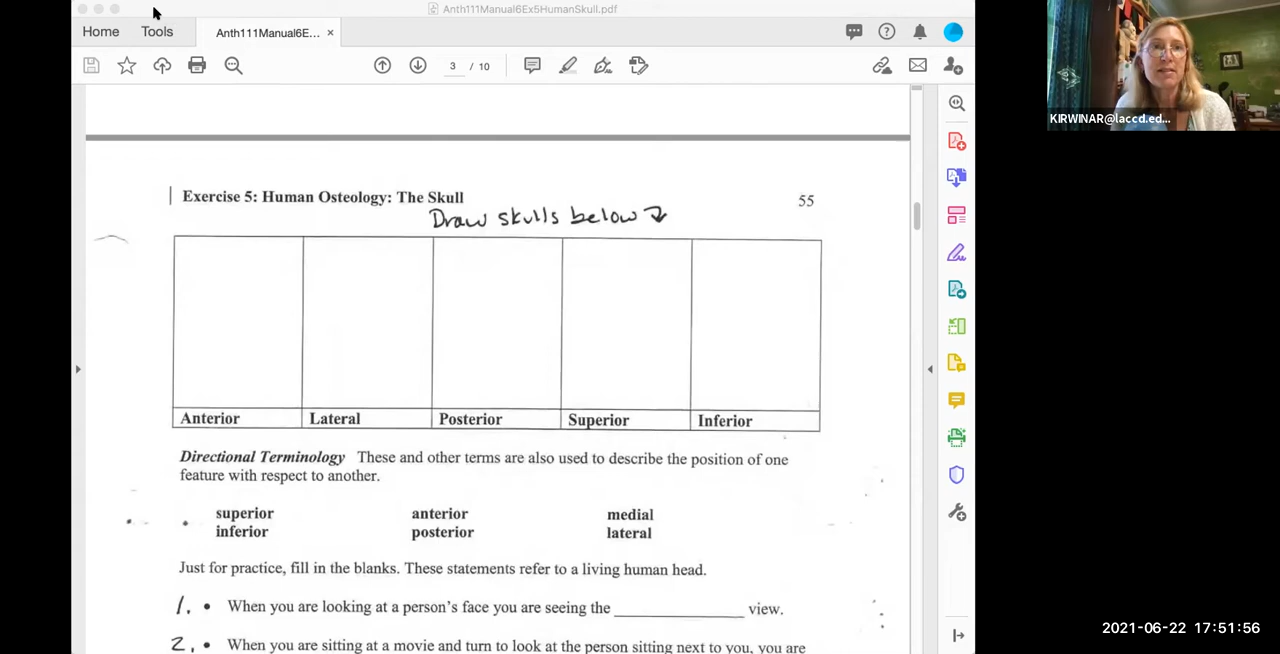 Anth111Manual6Ex5HumanSkull.pdf
Home Tools Anth111Manual6E... ×
3 / 10
KIRWINAR@laccd.ed...
Exercise 5: Human Osteology: The Skull 55
Draw skulls below
Anterior Lateral Posterior Superior Inferior
Directional Terminology These and other terms are also used to describe the position of one
feature with respect to another.
superior anterior medial
inferior posterior lateral
Just for practice, fill in the blanks. These statements refer to a living human head.
1. • When you are looking at a person's face you are seeing the ______________ view.
2. • When you are sitting at a movie and turn to look at the person sitting next to you, you are
2021-06-22 17:51:56